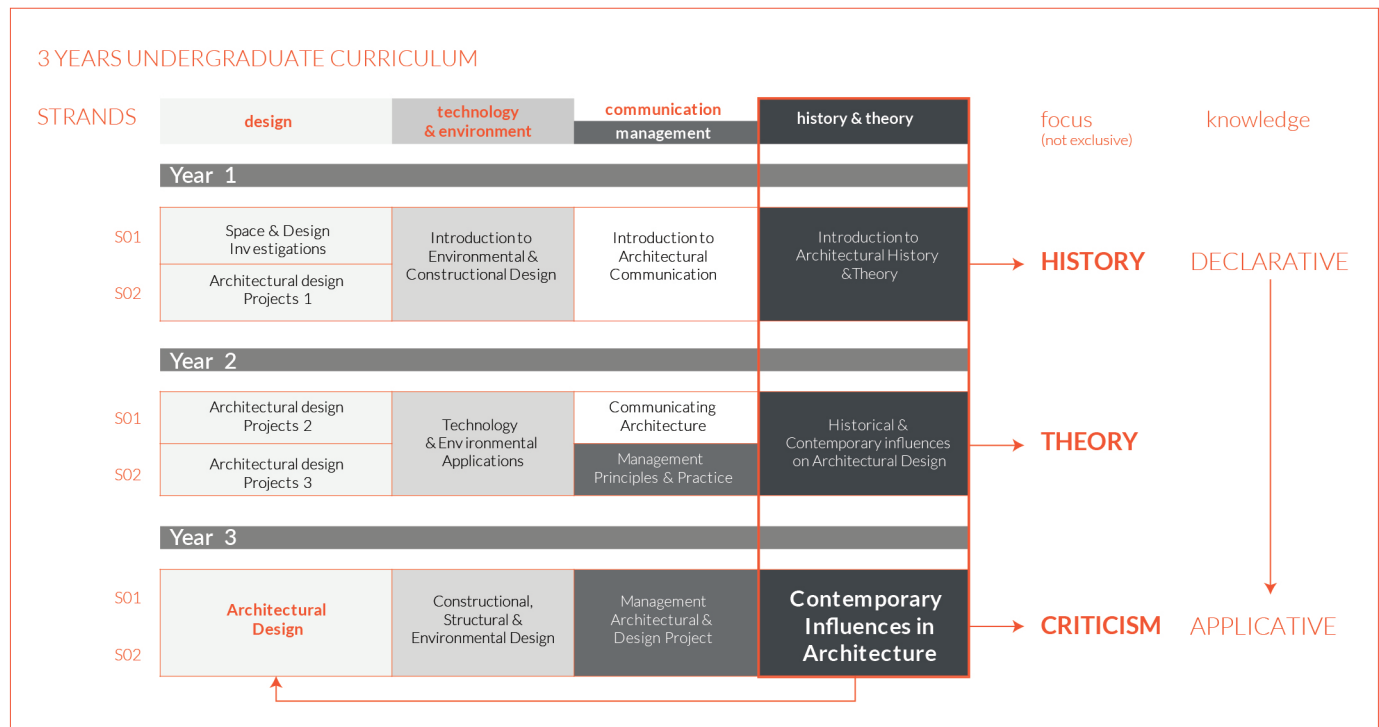 3 YEARS UNDERGRADUATE CURRICULUM
STRANDS
design
technology
& environment
communication
management
history & theory
focus
(not exclusive)
knowledge
Year 1
S01
S02
Space & Design
Investigations
Architectural design
Projects 1
Introduction to
Environmental &
Constructional Design
Introduction to
Architectural
Communication
Introduction to
Architectural History
&Theory
HISTORY
DECLARATIVE
Year 2
S01
S02
Architectural design
Projects 2
Architectural design
Projects 3
Technology
& Environmental
Applications
Communicating
Architecture
Management
Principles & Practice
Historical &
Contemporary influences
on Architectural Design
THEORY
Year 3
S01
S02
Architectural
Design
Constructional,
Structural &
Environmental Design
Management
Architectural &
Design Project
Contemporary
Influences in
Architecture
CRITICISM
APPLICATIVE